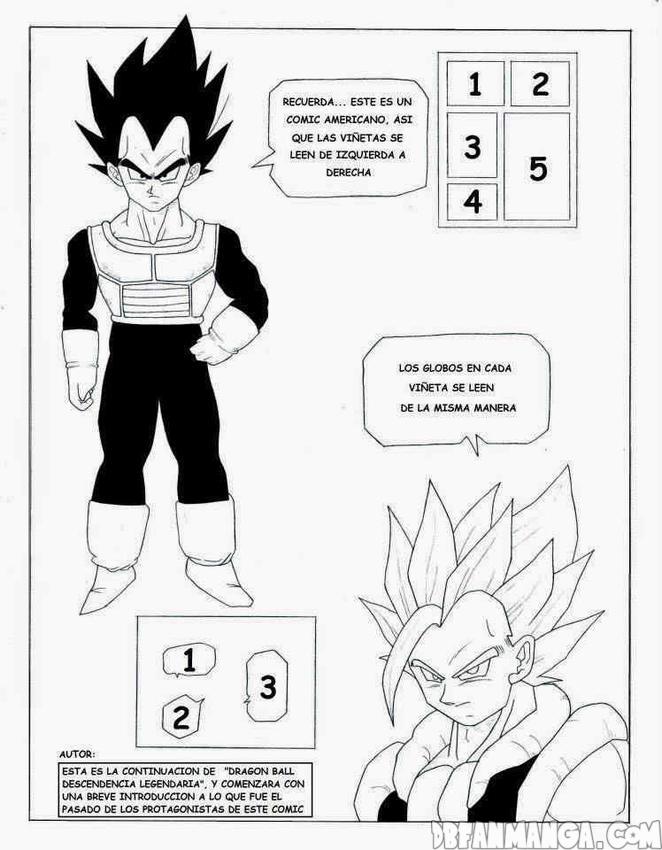 RECUERDA... ESTE ES UN
COMIC AMERICANO, ASI
QUE LAS VIÑETAS SE
LEEN DE IZQUIERDA A
DERECHA
1
2
3
4
5
LOS GLOBOS EN CADA
VIÑETA SE LEEN
DE LA MISMA MANERA
1
2
3
AUTOR:
ESTA ES LA CONTINUACION DE "DRAGON BALL
DESCENDENCIA LEGENDARIA", Y COMENZARA CON
UNA BREVE INTRODUCCION A LO QUE FUE EL
PASADO DE LOS PROTAGONISTAS DE ESTE COMIC
DBFANMANGA.COM